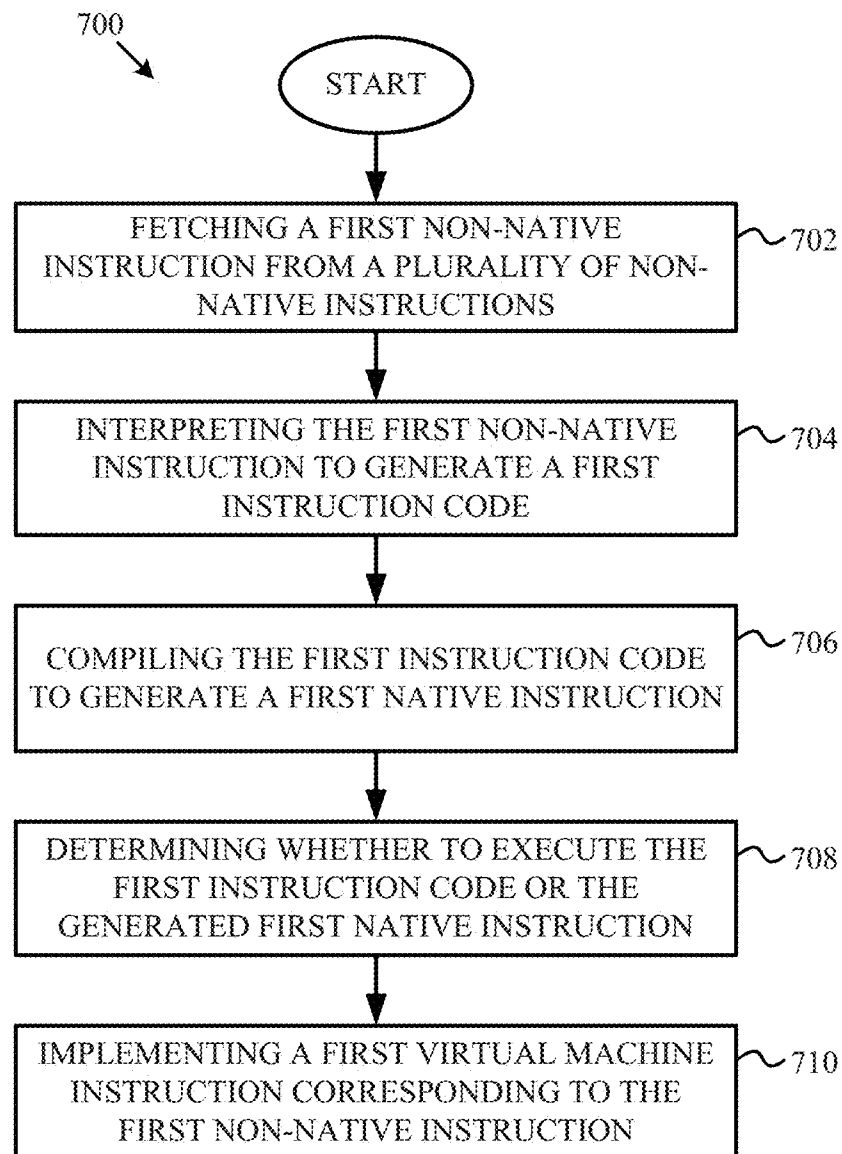 700
START
FETCHING A FIRST NON-NATIVE
INSTRUCTION FROM A PLURALITY OF NON-
NATIVE INSTRUCTIONS
702
INTERPRETING THE FIRST NON-NATIVE
INSTRUCTION TO GENERATE A FIRST
INSTRUCTION CODE
704
COMPILING THE FIRST INSTRUCTION CODE
TO GENERATE A FIRST NATIVE INSTRUCTION
706
DETERMINING WHETHER TO EXECUTE THE
FIRST INSTRUCTION CODE OR THE
GENERATED FIRST NATIVE INSTRUCTION
708
IMPLEMENTING A FIRST VIRTUAL MACHINE
INSTRUCTION CORRESPONDING TO THE
FIRST NON-NATIVE INSTRUCTION
710